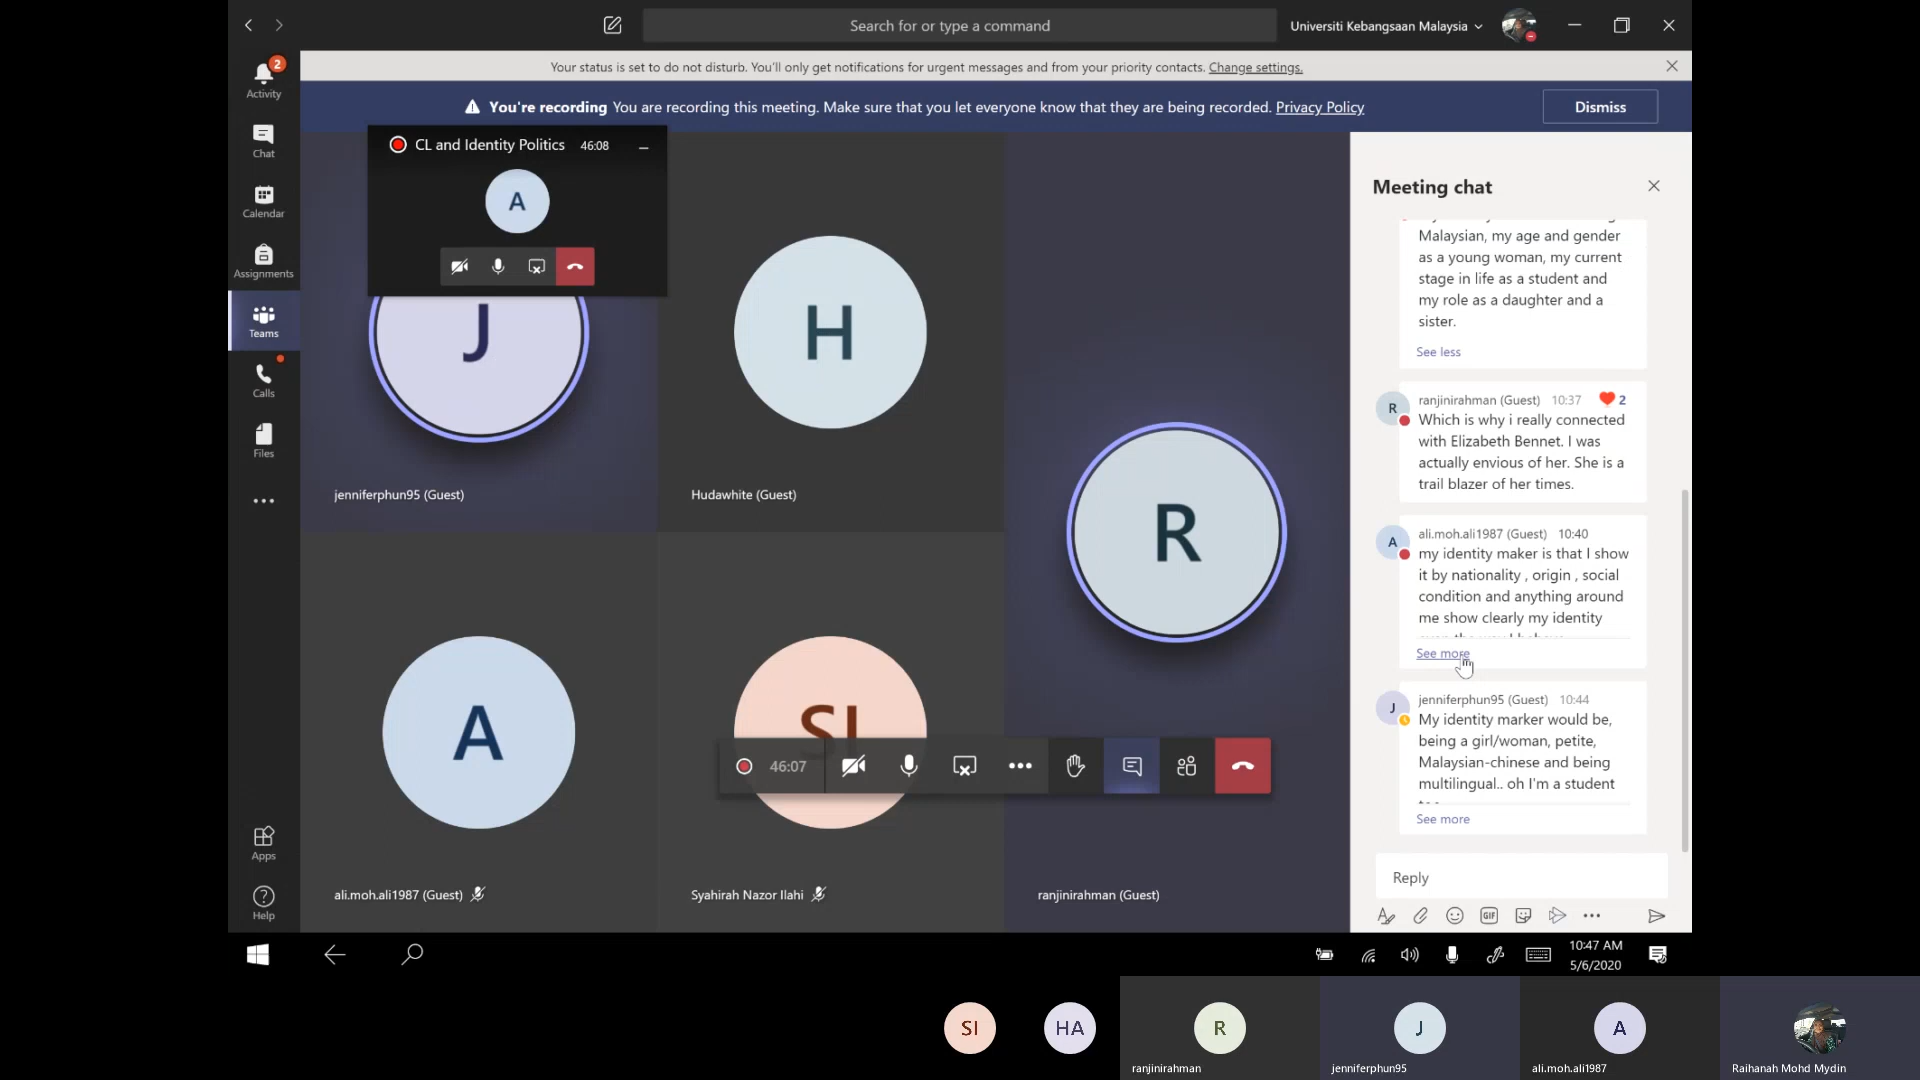 Search for or type a command
Universiti Kebangsaan Malaysia
2
Activity
Chat
Calendar
Assignments
Teams
Calls
Files
Apps
Help
Your status is set to do not disturb. You'll only get notifications for urgent messages and from your priority contacts. Change settings.
You're recording You are recording this meeting. Make sure that you let everyone know that they are being recorded. Privacy Policy
Dismiss
CL and Identity Politics 46:08
A
J
jenniferphun95 (Guest)
H
Hudawhite (Guest)
R
ranjinirahman (Guest)
A
ali.moh.ali1987 (Guest)
SI
Syahirah Nazor Ilahi
46:07
Meeting chat
Malaysian, my age and gender
as a young woman, my current
stage in life as a student and
my role as a daughter and a
sister.
See less
R
ranjinirahman (Guest) 10:37 2
Which is why i really connected
with Elizabeth Bennet. I was
actually envious of her. She is a
trail blazer of her times.
A
ali.moh.ali1987 (Guest) 10:40
my identity maker is that I show
it by nationality , origin , social
condition and anything around
me show clearly my identity
See more
J
jenniferphun95 (Guest) 10:44
My identity marker would be,
being a girl/woman, petite,
Malaysian-chinese and being
multilingual.. oh I'm a student
See more
Reply
GIF
10:47 AM
5/6/2020
SI
HA
R
ranjinirahman
J
jenniferphun95
A
ali.moh.ali1987
Raihanah Mohd Mydin